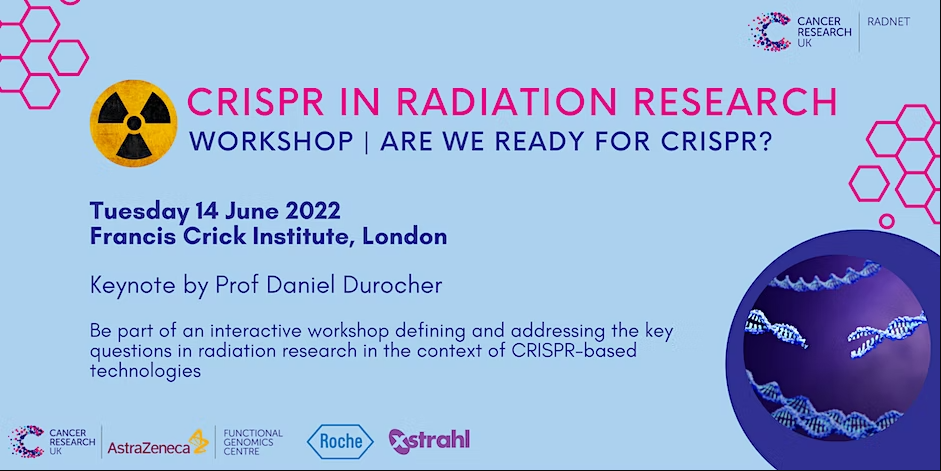 CANCER
RESEARCH
UK
RADNET
CRISPR IN RADIATION RESEARCH
WORKSHOP | ARE WE READY FOR CRISPR?
Tuesday 14 June 2022
Francis Crick Institute, London
Keynote by Prof Daniel Durocher
Be part of an interactive workshop defining and addressing the key
questions in radiation research in the context of CRISPR-based
technologies
CANCER
RESEARCH
UK
AstraZeneca
FUNCTIONAL
GENOMICS
CENTRE
Roche
xstrahl